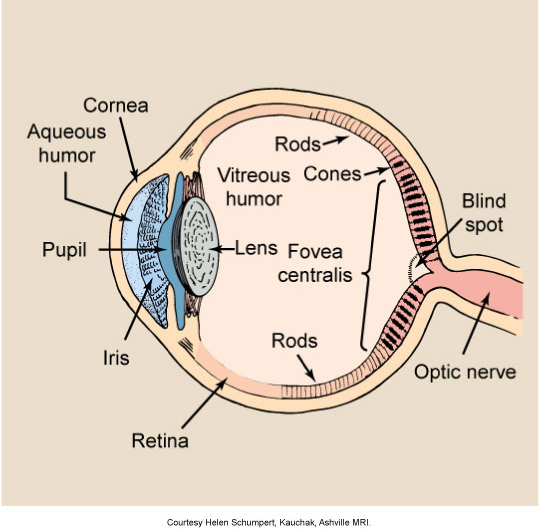 Cornea
Aqueous
humor
Rods
Vitreous
humor
Cones
Blind
spot
Pupil
Lens
Fovea
centralis
Iris
Rods
Optic nerve
Retina
Courtesy Helen Schumpert, Kauchak, Ashville MRI.